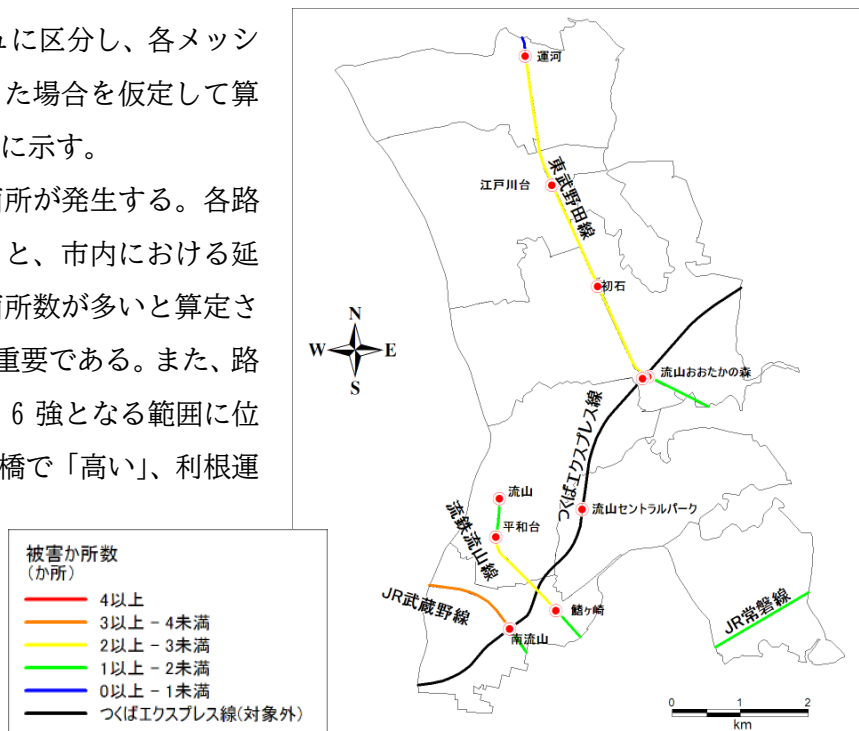 ュに区分し、各メッシ
た場合を仮定して算
に示す。
所が発生する。各路
と、市内における延
所数が多いと算定さ
重要である。また、路
6 強となる範囲に位
橋で「高い」、利根運
運河
江戸川台
東武野田線
初石
N
W
E
S
流山おおたかの森
つくばエクスプレス線
流山
流山セントラルパーク
平和台
流鉄流山線
JR武蔵野線
鰭ヶ崎
南流山
JR常磐線
0 1 2
km
被害か所数
(か所)
4以上
3以上 - 4未満
2以上 - 3未満
1以上 - 2未満
0以上 - 1未満
つくばエクスプレス線(対象外)